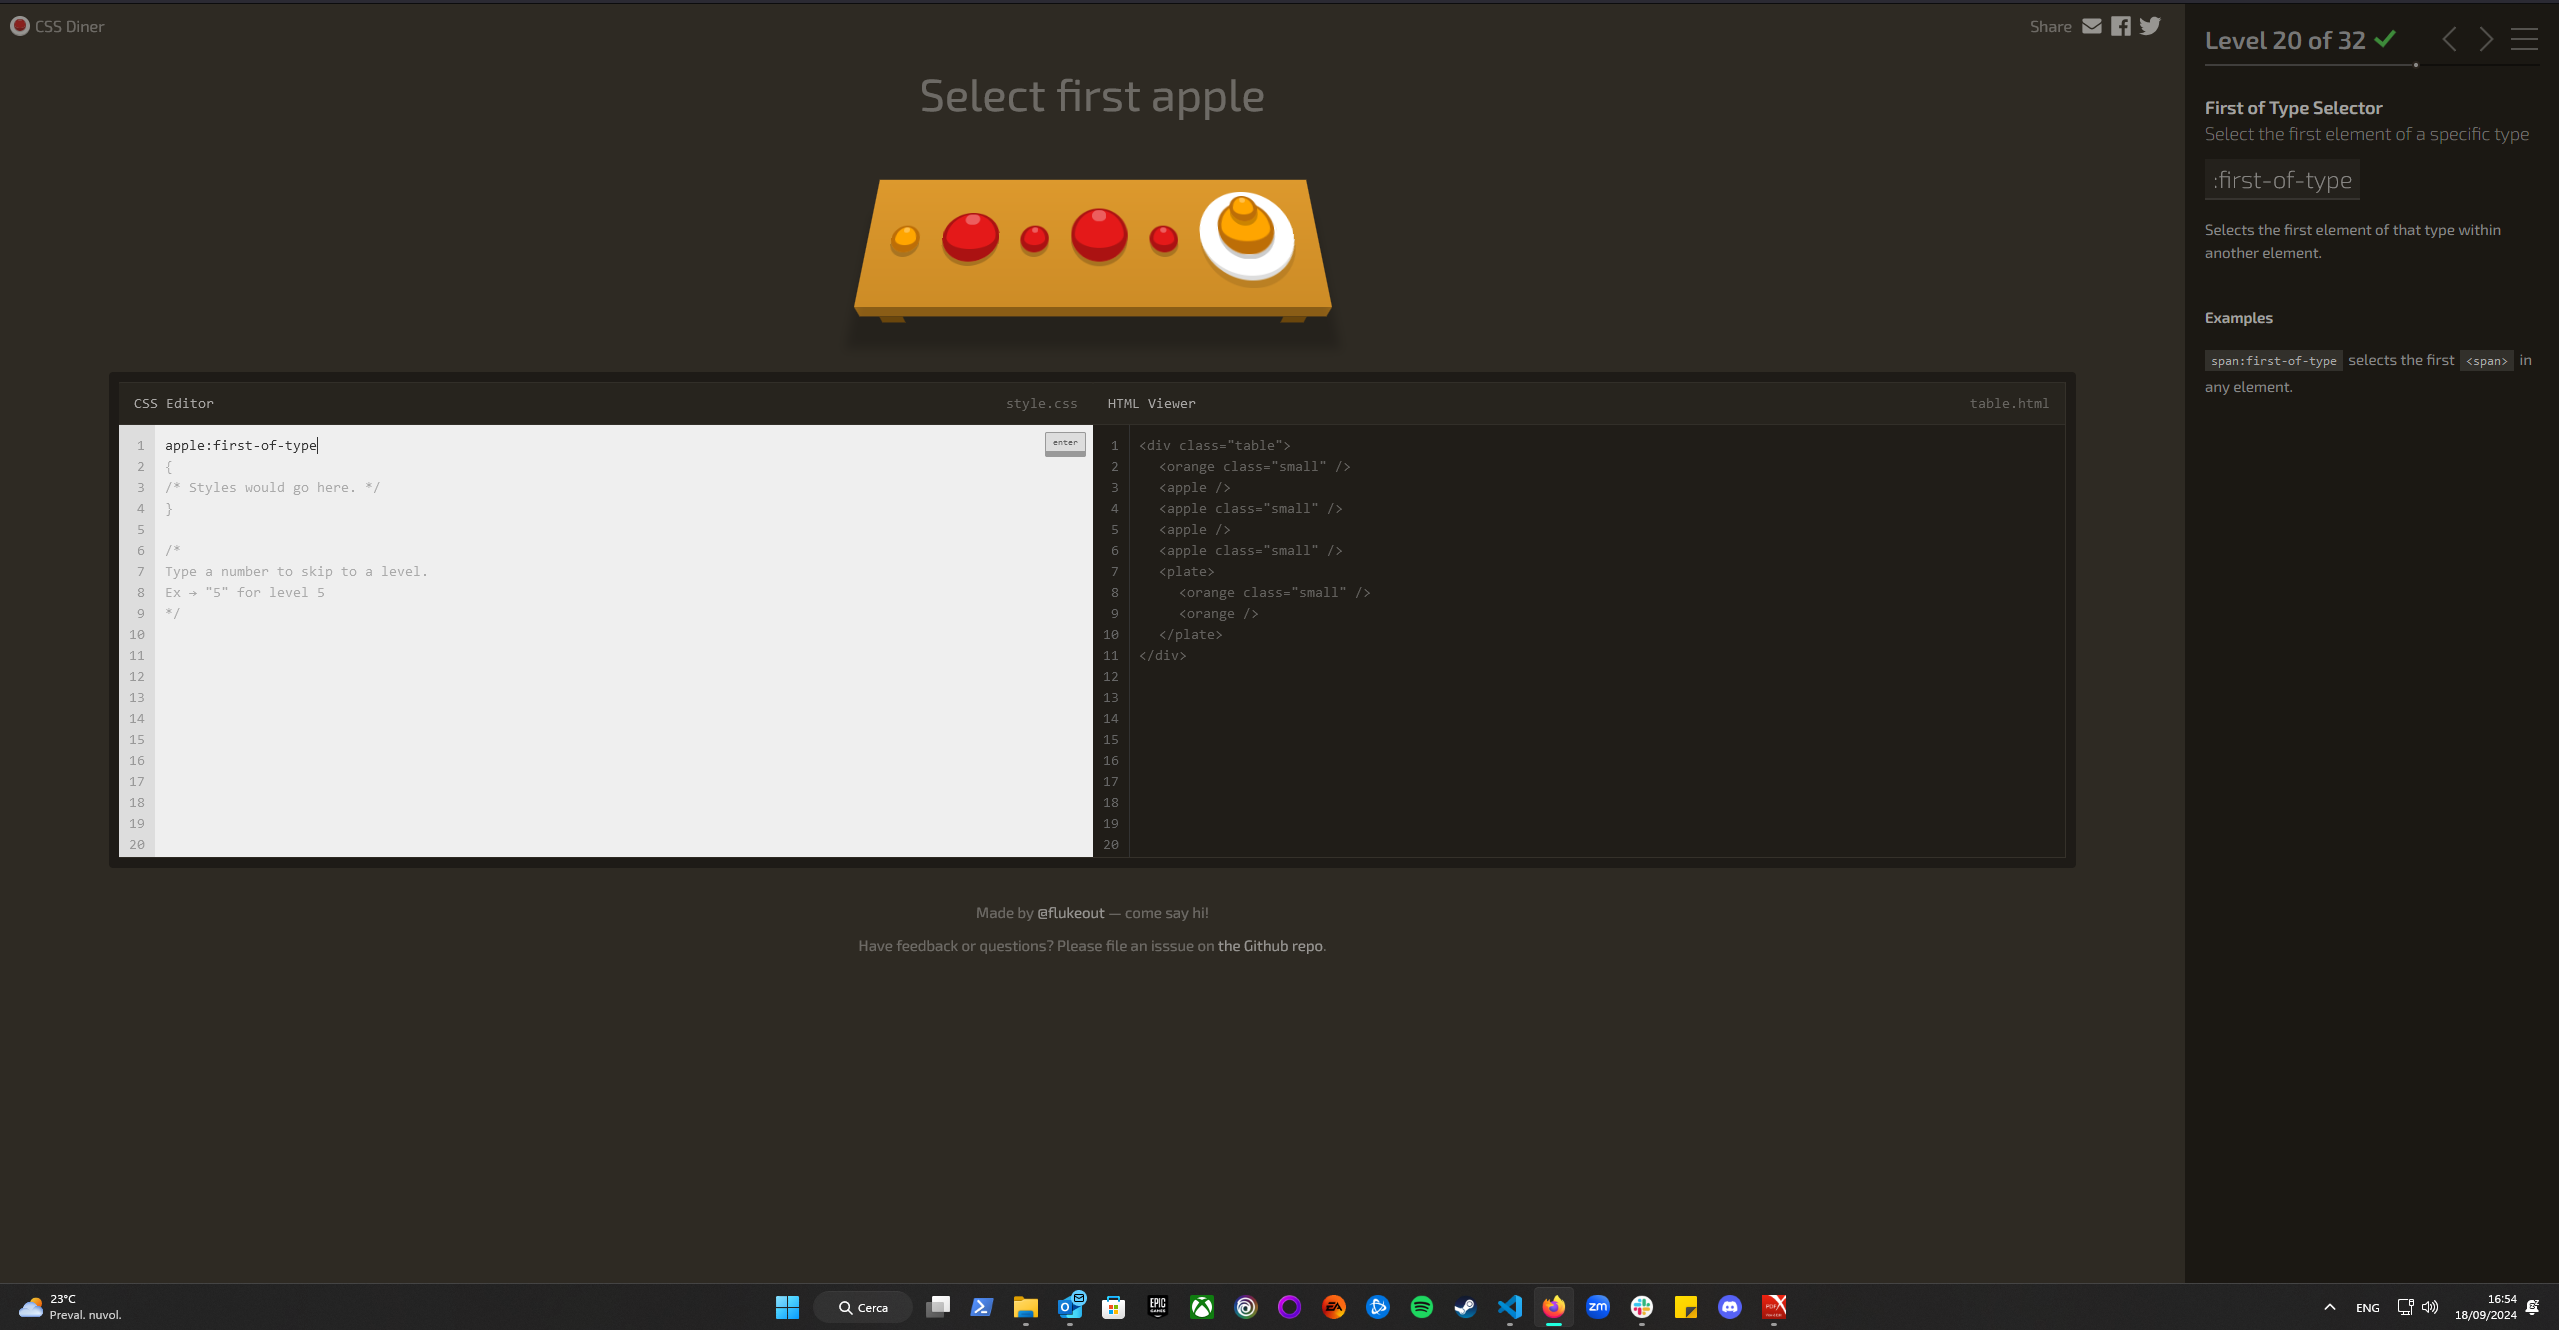 CSS Diner
Share
Select first apple
CSS Editor
style.css
1 apple:first-of-type
enter
2 {
3 /* Styles would go here. */
4 }
5
6 /*
7 Type a number to skip to a level.
8 Ex → "5" for level 5
9 */
10
11
12
13
14
15
16
17
18
19
20
HTML Viewer
table.html
1 <div class="table">
2 <orange class="small" />
3 <apple />
4 <apple class="small" />
5 <apple />
6 <apple class="small" />
7 <plate>
8 <orange class="small" />
9 <orange />
10 </plate>
11 </div>
12
13
14
15
16
17
18
19
20
Made by @flukeout — come say hi!
Have feedback or questions? Please file an isssue on the Github repo.
Level 20 of 32
First of Type Selector
Select the first element of a specific type
:first-of-type
Selects the first element of that type within
another element.
Examples
span:first-of-type selects the first <span> in
any element.
23°C
Preval. nuvol.
Cerca
EPIC
GAMES
EA
zm
PDF
ENG
16:54
18/09/2024